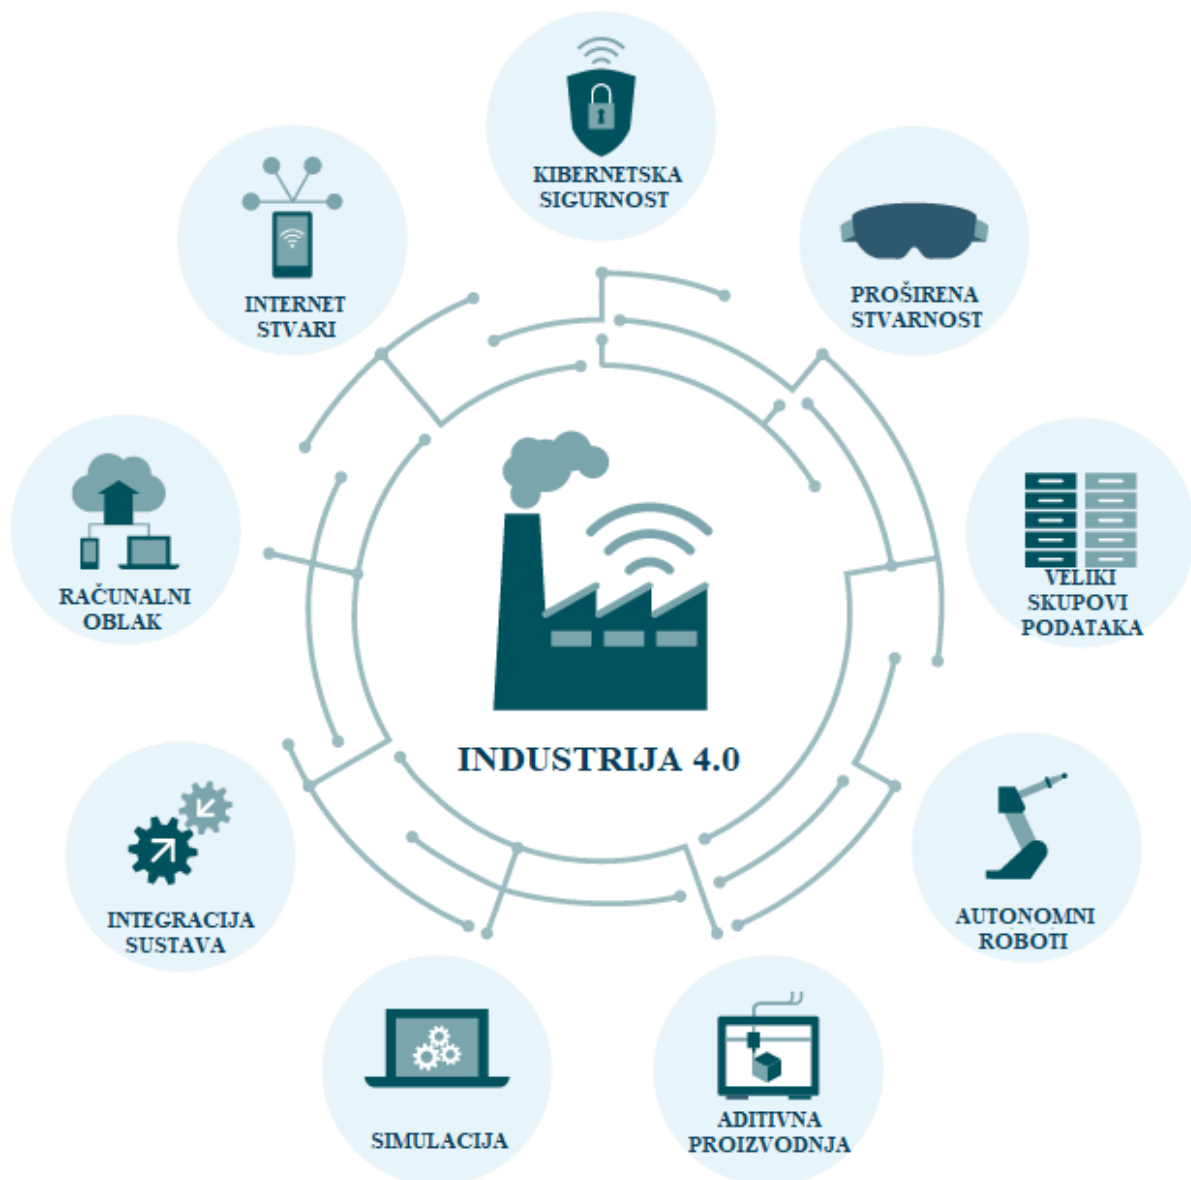 KIBERNETSKA
SIGURNOST
PROŠIRENA
STVARNOST
VELIKI
SKUPOVI
PODATAKA
AUTONOMNI
ROBOTI
ADITIVNA
PROIZVODNJA
SIMULACIJA
INTEGRACIJA
SUSTAVA
RAČUNALNI
OBLAK
INTERNET
STVARI
INDUSTRIJA 4.0